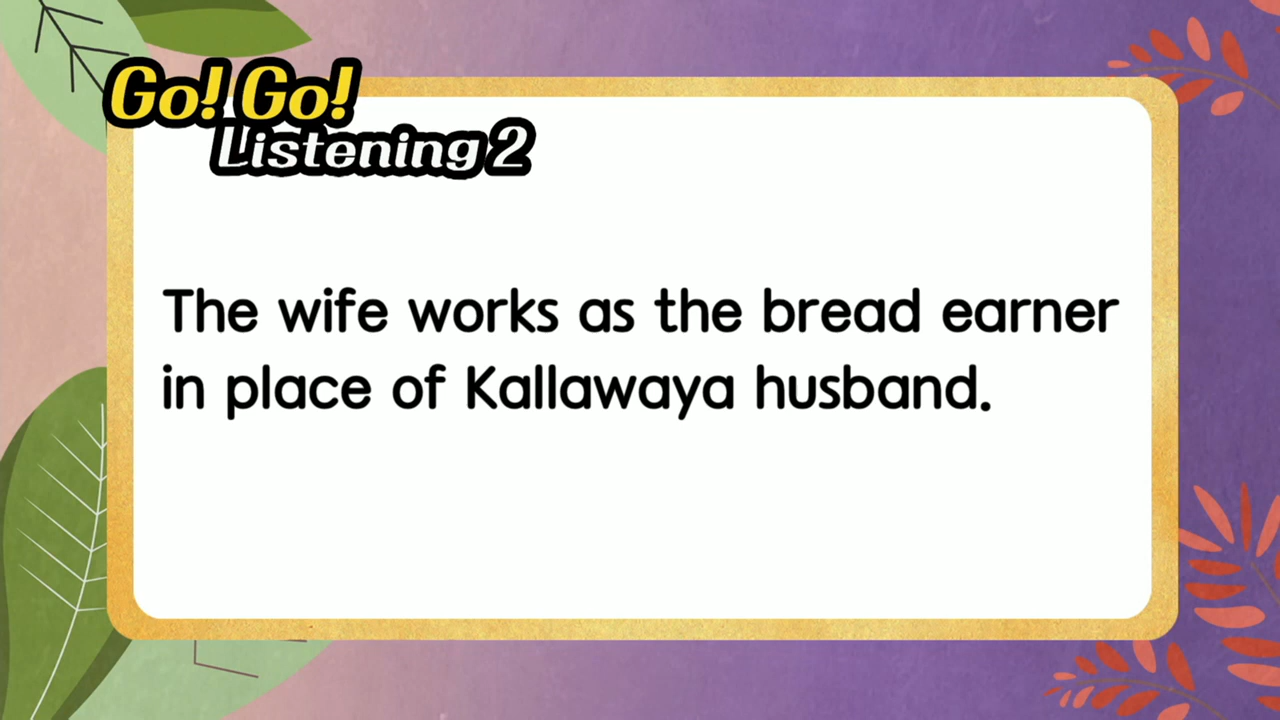 Go! Go!
Listening 2
The wife works as the bread earner
in place of Kallawaya husband.